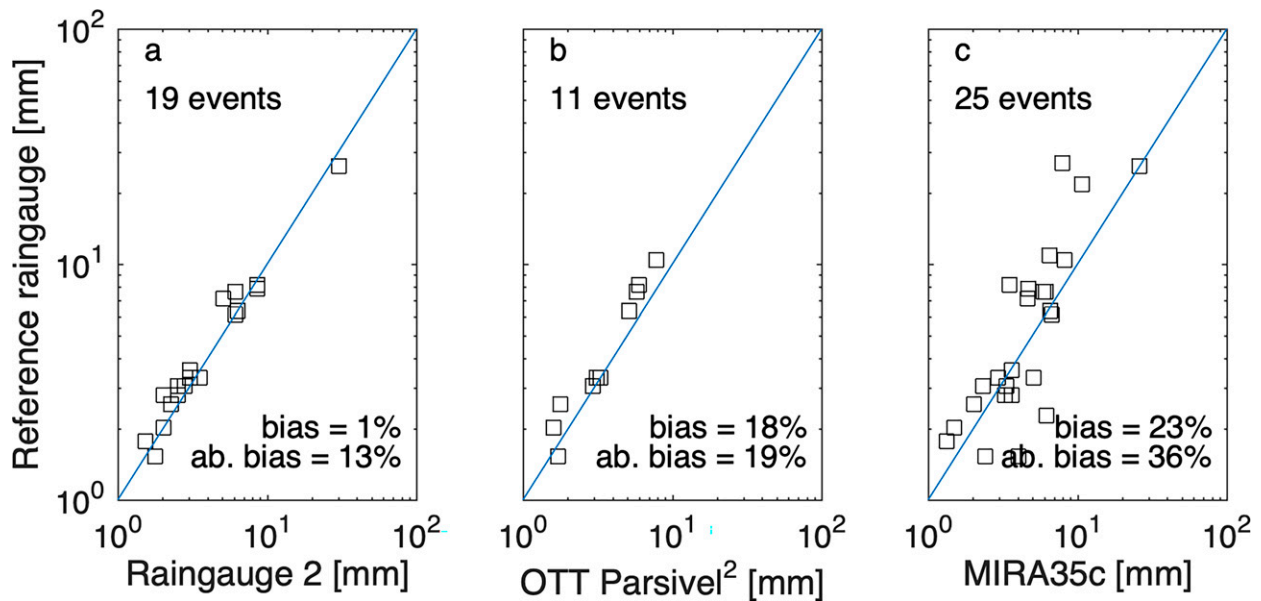 Reference raingauge [mm]
10²
10¹
10⁰
a
19 events
bias = 1%
ab. bias = 13%
10⁰ 10¹ 10²
Raingauge 2 [mm]
b
11 events
bias = 18%
ab. bias = 19%
10⁰ 10¹ 10²
OTT Parsivel² [mm]
c
25 events
bias = 23%
ab. bias = 36%
10⁰ 10¹ 10²
MIRA35c [mm]